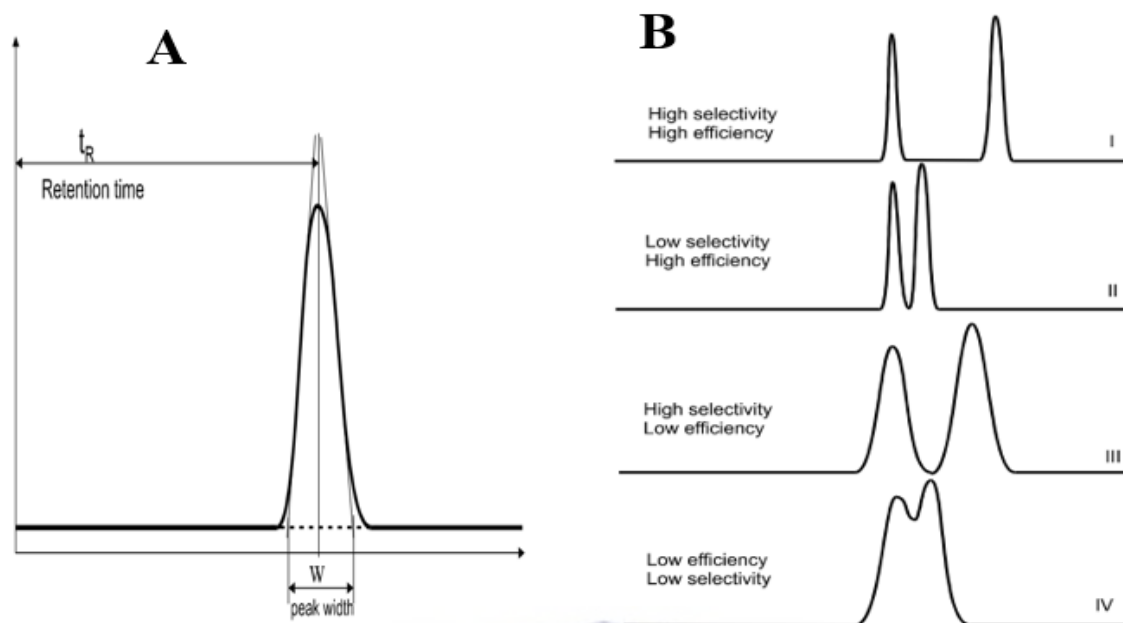 A
t_R
Retention time
W
peak width
B
High selectivity
High efficiency
I
Low selectivity
High efficiency
II
High selectivity
Low efficiency
III
Low efficiency
Low selectivity
IV